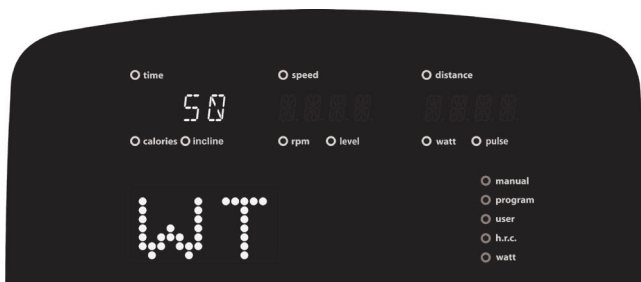 time speed distance
50
calories incline rpm level watt pulse
manual
program
user
h.r.c.
watt
WT